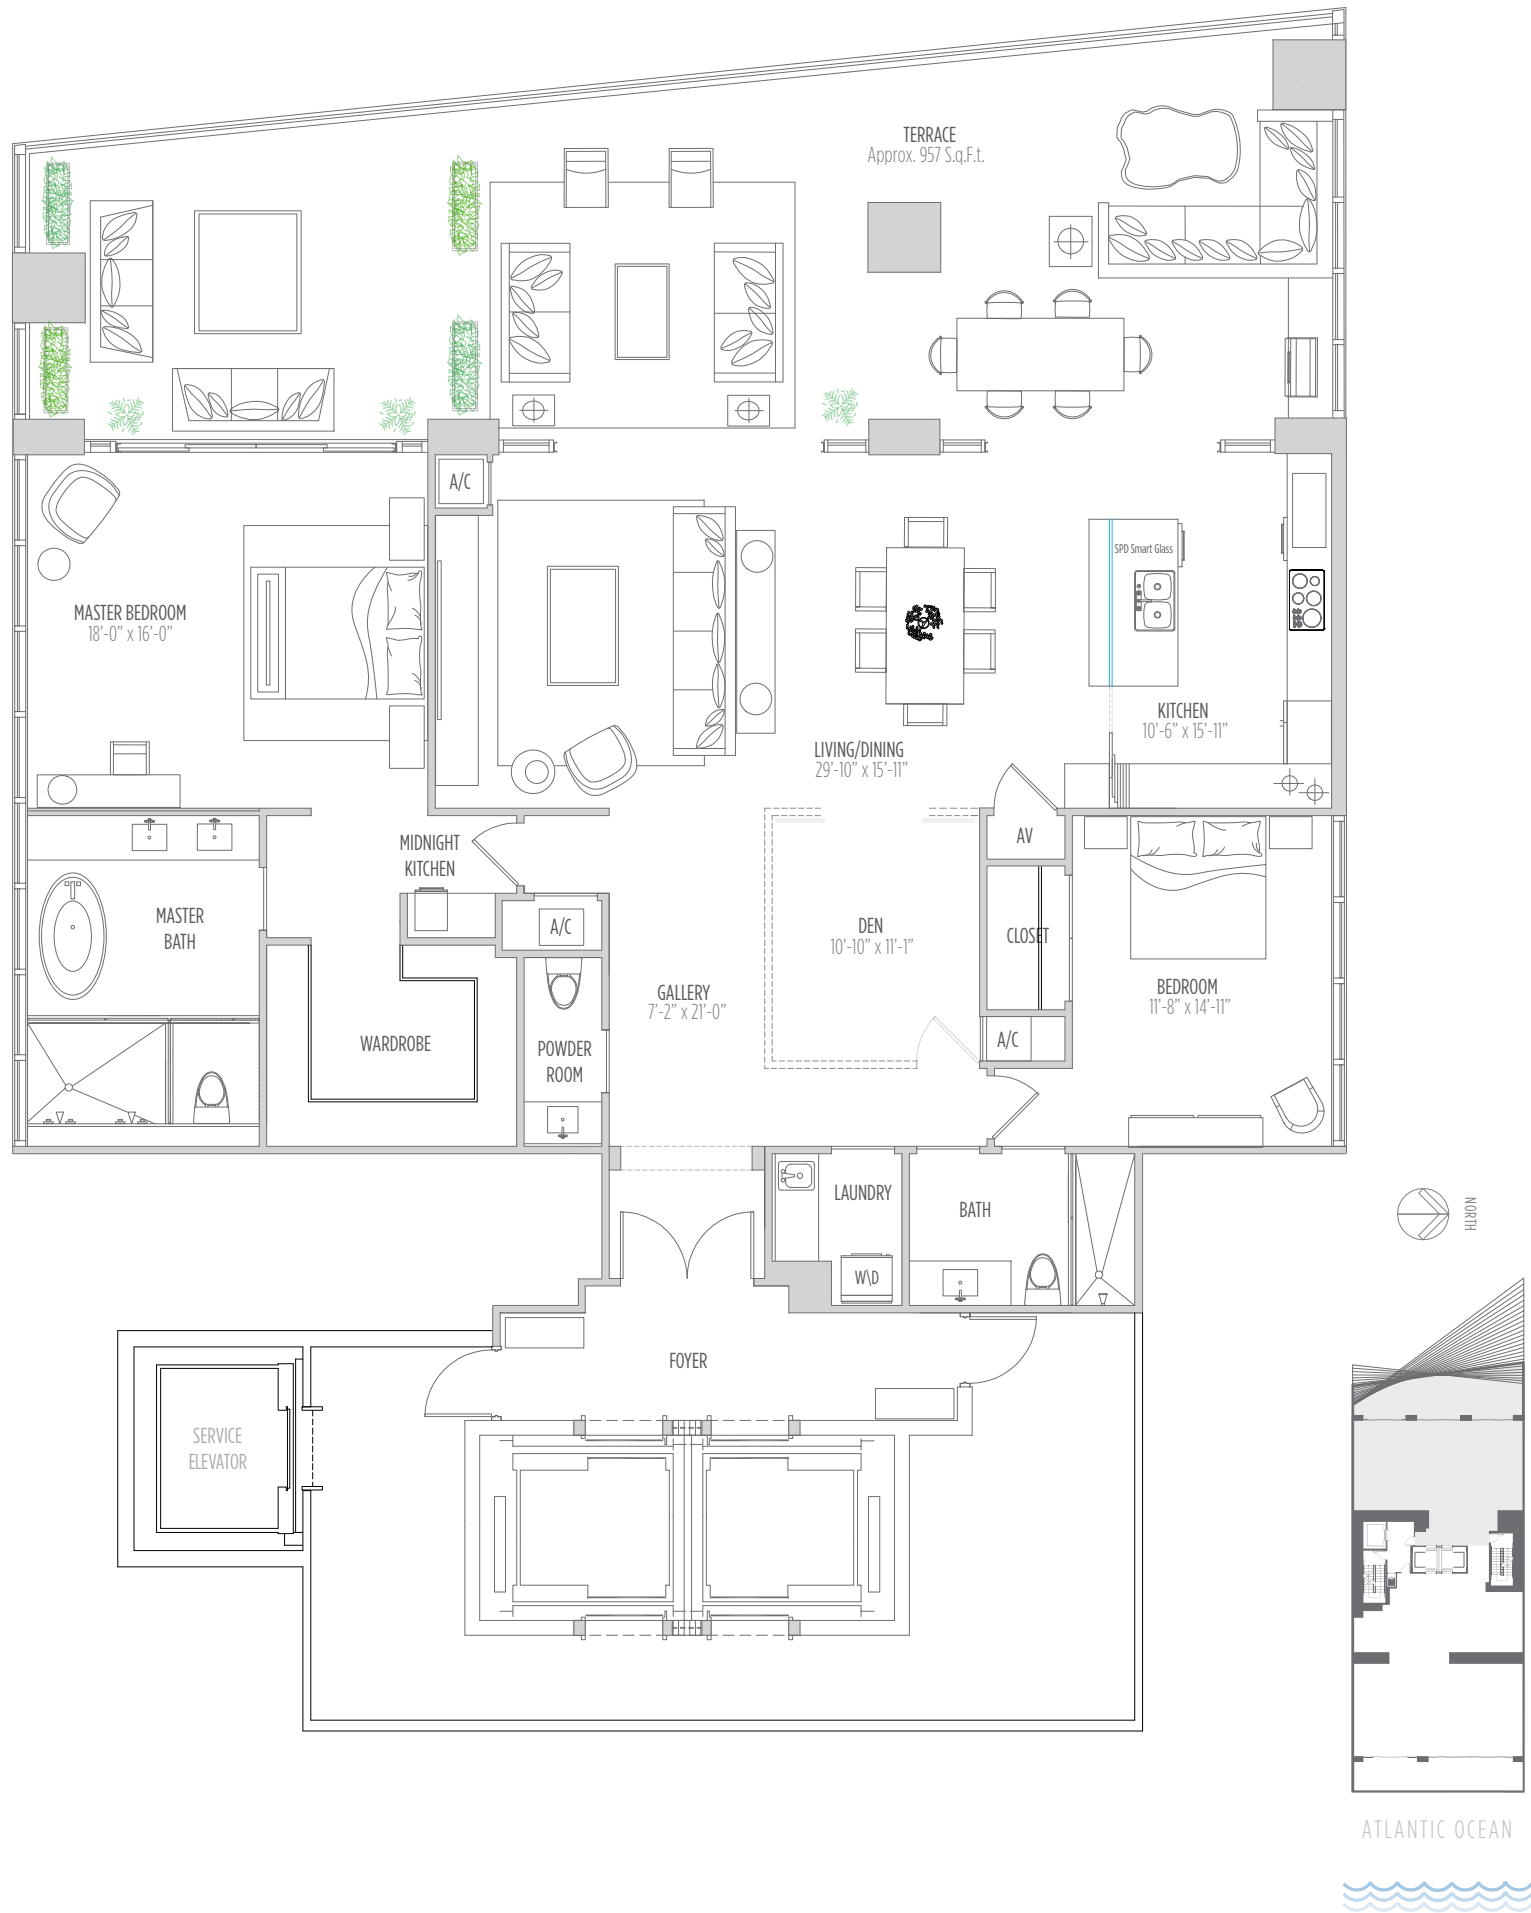 TERRACE
Approx. 957 S.q.F.t.
A/C
SPD Smart Glass
MASTER BEDROOM
18'-0" x 16'-0"
KITCHEN
10'-6" x 15'-11"
LIVING/DINING
29'-10" x 15'-11"
MIDNIGHT
KITCHEN
AV
MASTER
BATH
A/C
DEN
10'-10" x 11'-1"
CLOSET
BEDROOM
11'-8" x 14'-11"
GALLERY
7'-2" x 21'-0"
WARDROBE
POWDER
ROOM
A/C
LAUNDRY
BATH
W\D
NORTH
FOYER
SERVICE
ELEVATOR
ATLANTIC OCEAN